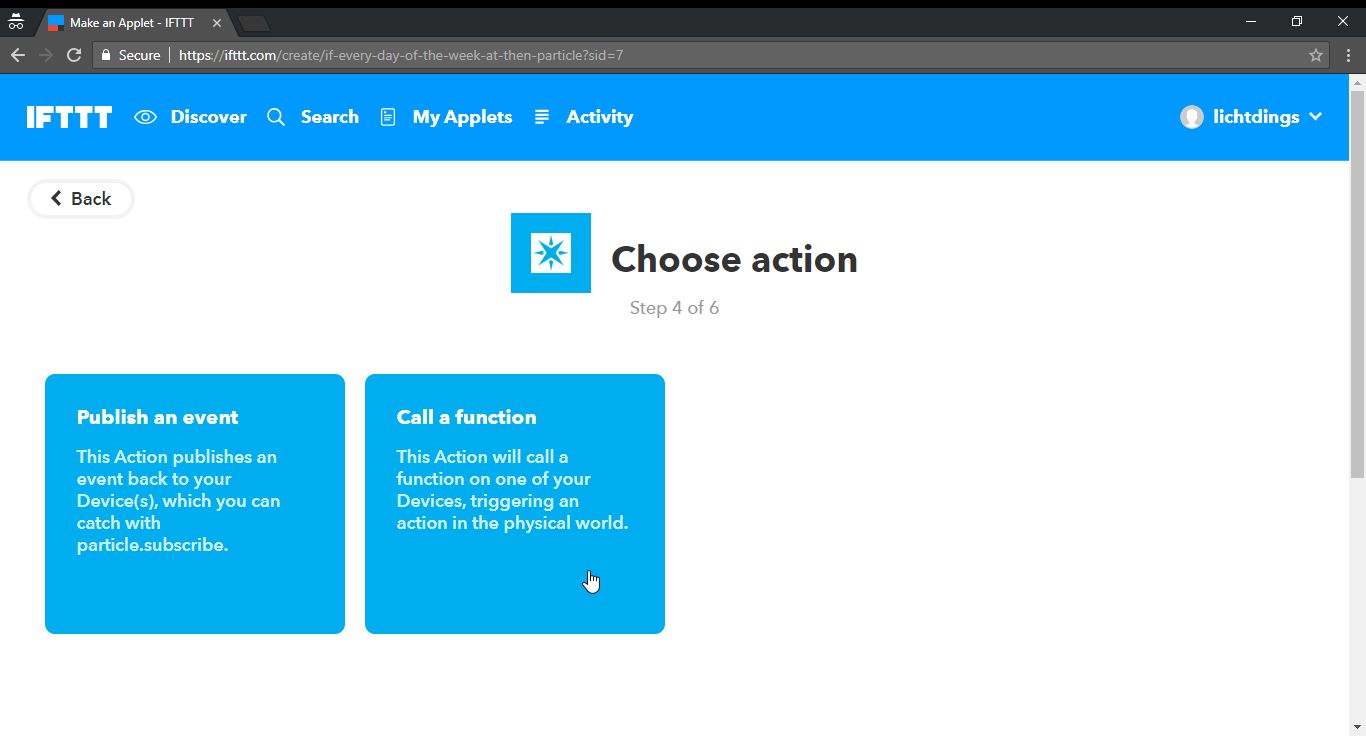 Make an Applet - IFTTT
Secure https://ifttt.com/create/if-every-day-of-the-week-at-then-particle?sid=7
IFTTT Discover Search My Applets Activity lichtdings
Back
Choose action
Step 4 of 6
Publish an event
This Action publishes an
event back to your
Device(s), which you can
catch with
particle.subscribe.
Call a function
This Action will call a
function on one of your
Devices, triggering an
action in the physical world.